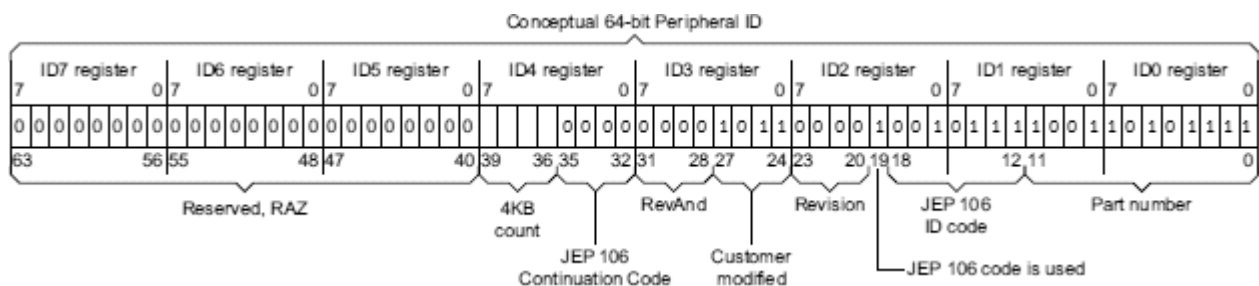 Conceptual 64-bit Peripheral ID
ID7 register ID6 register ID5 register ID4 register ID3 register ID2 register ID1 register ID0 register
7 0 7 0 7 0 7 0 7 0 7 0 7 0 7 0
0 0 0 0 0 0 0 0 0 0 0 0 0 0 0 0 0 0 0 0 0 0 0 0 0 0 0 0 0 0 0 0 1 0 1 1 0 0 0 0 1 0 0 1 0 1 1 1 1 0 0 1 1 0 1 0 1 1 1 1
63 56 55 48 47 40 39 36 35 32 31 28 27 24 23 20 19 18 12 11 0
Reserved, RAZ 4KB RevAnd Revision JEP 106 Part number
count ID code
JEP 106 Customer JEP 106 code is used
Continuation Code modified